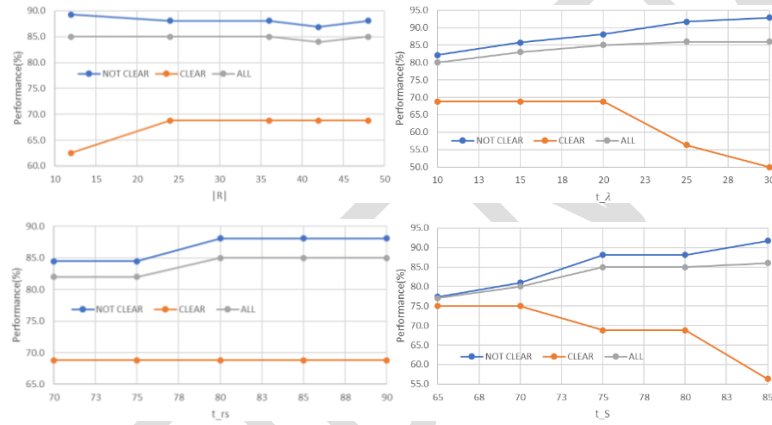 90.0
85.0
80.0
75.0
70.0
65.0
60.0
Performance(%)
NOT CLEAR CLEAR ALL
10 15 20 25 30 35 40 45 50
|R|
95.0
90.0
85.0
80.0
75.0
70.0
65.0
60.0
55.0
50.0
Performance(%)
NOT CLEAR CLEAR ALL
10 13 15 18 20 23 25 28 30
t_λ
90.0
85.0
80.0
75.0
70.0
65.0
Performance(%)
NOT CLEAR CLEAR ALL
70 73 75 78 80 83 85 88 90
t_rs
95.0
90.0
85.0
80.0
75.0
70.0
65.0
60.0
55.0
Performance(%)
NOT CLEAR CLEAR ALL
65 68 70 73 75 78 80 83 85
t_S